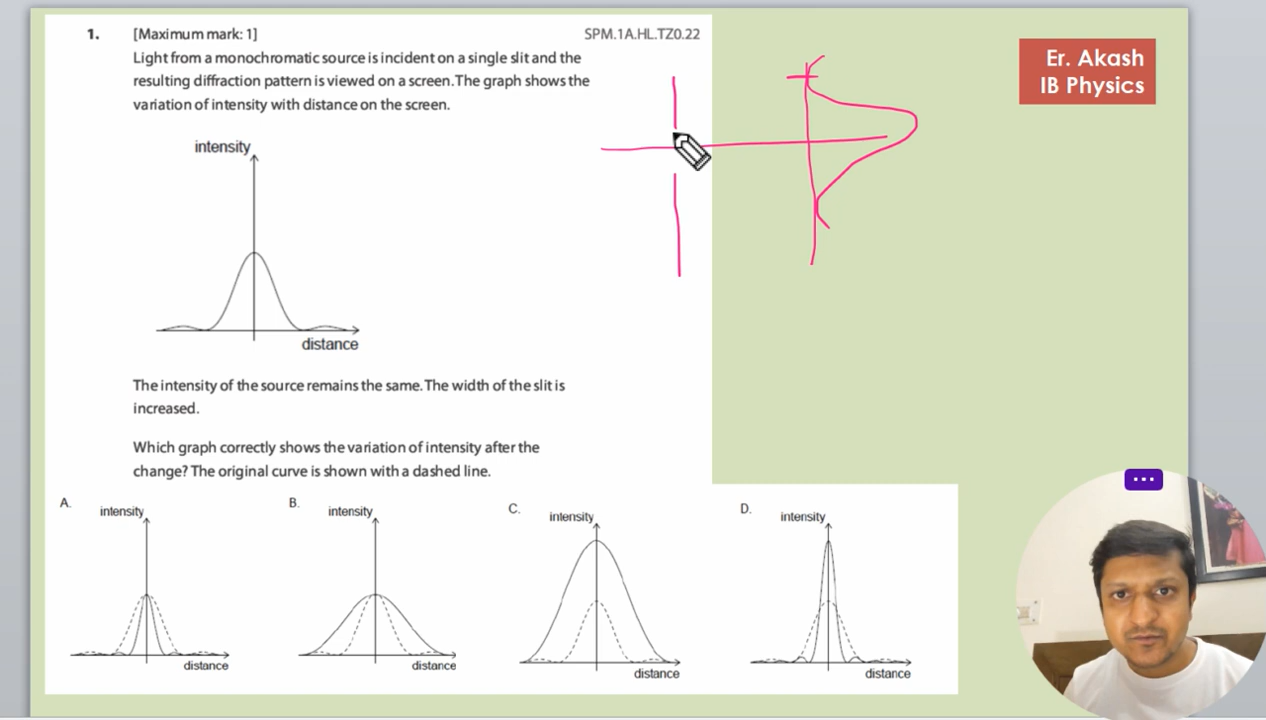 1. [Maximum mark: 1] SPM.1A.HL.TZ0.22
Light from a monochromatic source is incident on a single slit and the
resulting diffraction pattern is viewed on a screen. The graph shows the
variation of intensity with distance on the screen.
intensity
distance
The intensity of the source remains the same. The width of the slit is
increased.
Which graph correctly shows the variation of intensity after the
change? The original curve is shown with a dashed line.
A.
intensity
distance
B.
intensity
distance
C.
intensity
distance
D.
intensity
distance
Er. Akash
IB Physics